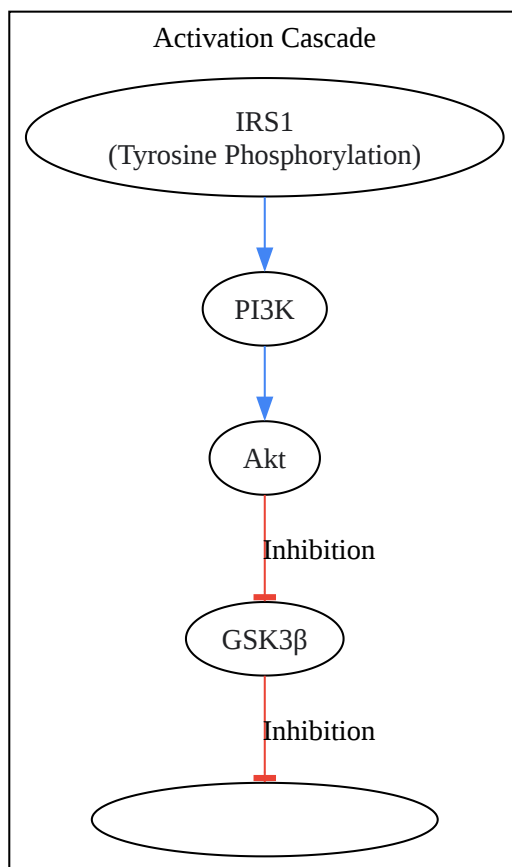 Activation Cascade
IRS1
(Tyrosine Phosphorylation)
PI3K
Akt
Inhibition
GSK3β
Inhibition